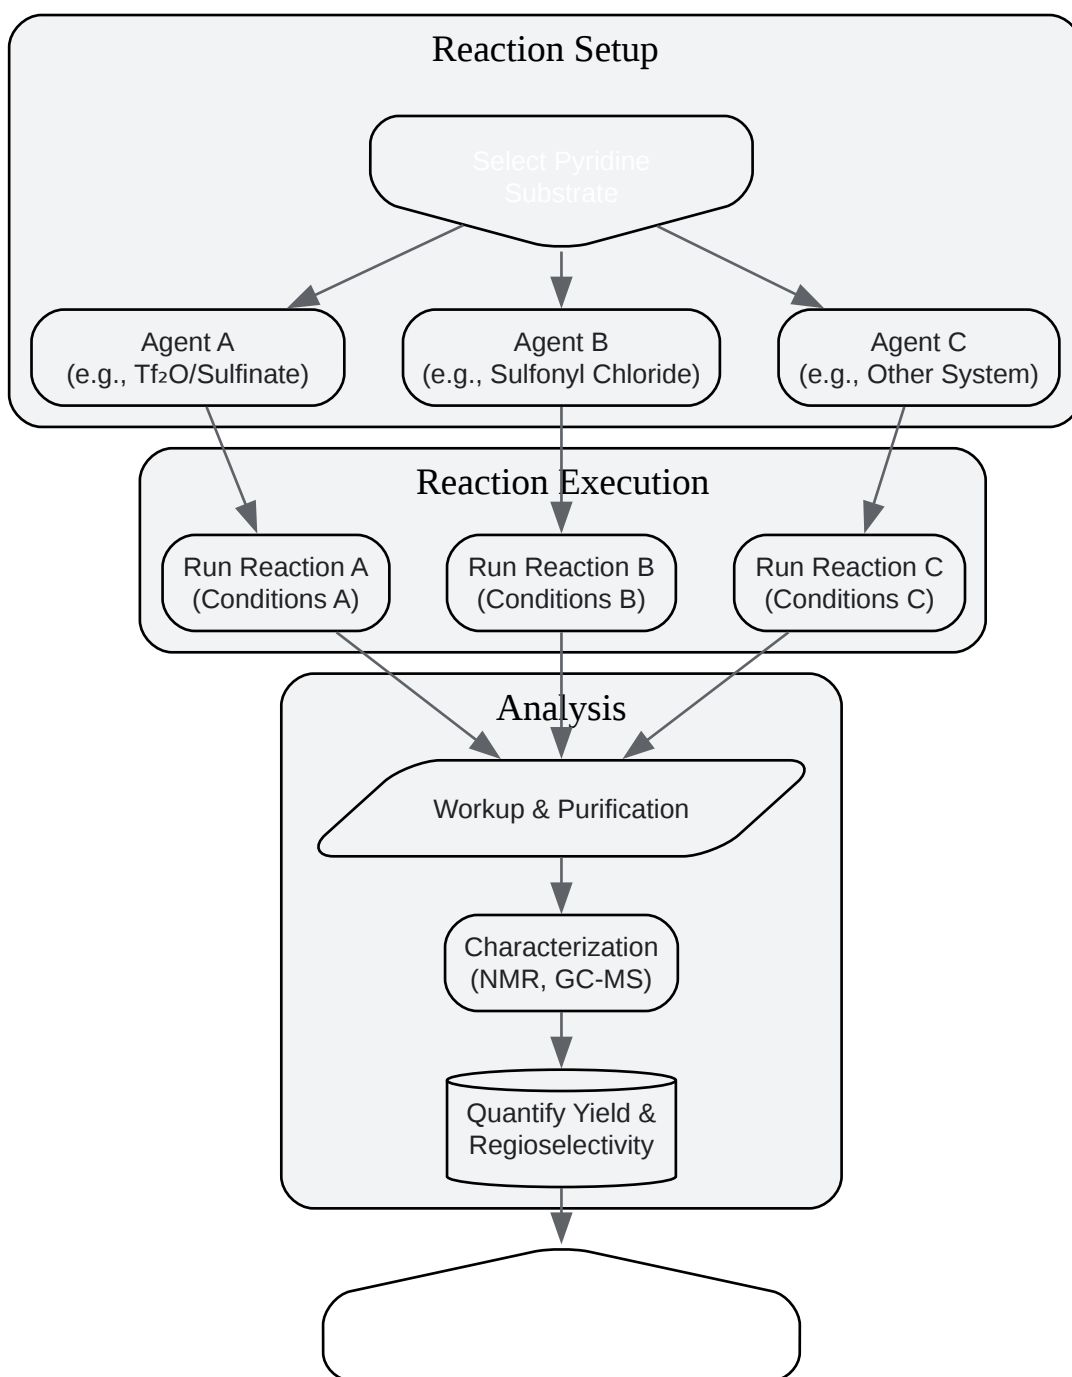 Reaction Setup
Select Pyridine
Substrate
Agent A
(e.g., Tf₂O/Sulfinate)
Agent B
(e.g., Sulfonyl Chloride)
Agent C
(e.g., Other System)
Reaction Execution
Run Reaction A
(Conditions A)
Run Reaction B
(Conditions B)
Run Reaction C
(Conditions C)
Analysis
Workup & Purification
Characterization
(NMR, GC-MS)
Quantify Yield &
Regioselectivity